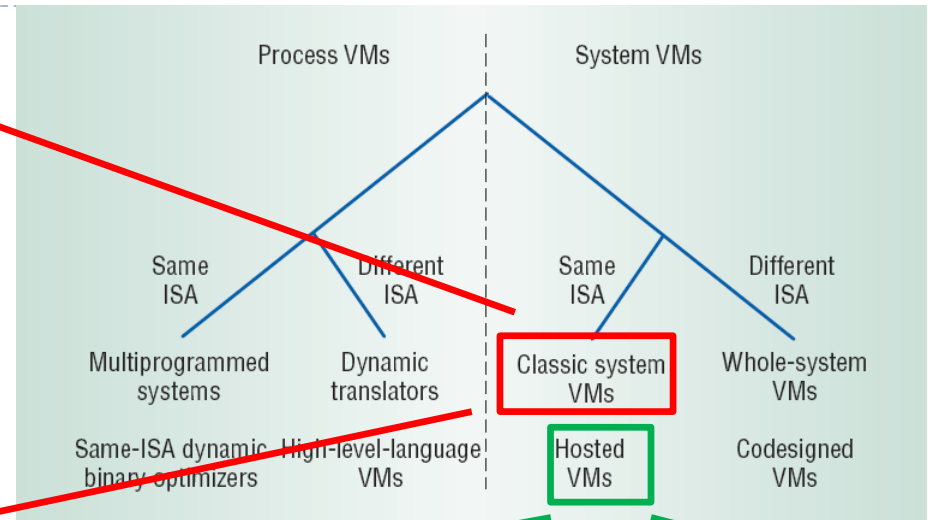 Process VMs
System VMs
Same
ISA
Different
ISA
Same
ISA
Different
ISA
Multiprogrammed
systems
Dynamic
translators
Classic system
VMs
Whole-system
VMs
Same-ISA dynamic
binary optimizers
High-level-language
VMs
Hosted
VMs
Codesigned
VMs